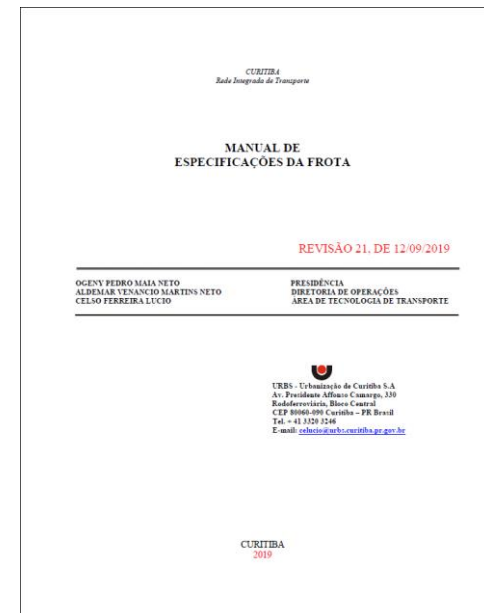 CURITIBA
Rede Integrada de Transporte
MANUAL DE
ESPECIFICAÇÕES DA FROTA
REVISÃO 21, DE 12/09/2019
OGENY PEDRO MAIA NETO PRESIDÊNCIA
ALDEMAR VENANCIO MARTINS NETO DIRETORIA DE OPERAÇÕES
CELSO FERREIRA LUCIO ÁREA DE TECNOLOGIA DE TRANSPORTE
URBS - Urbanização de Curitiba S.A
Av. Presidente Affonso Camargo, 330
Rodoferroviária, Bloco Central
CEP 80060-090 Curitiba – PR Brasil
Tel. + 41 3320 3246
E-mail: celucio@urbs.curitiba.pr.gov.br
CURITIBA
2019